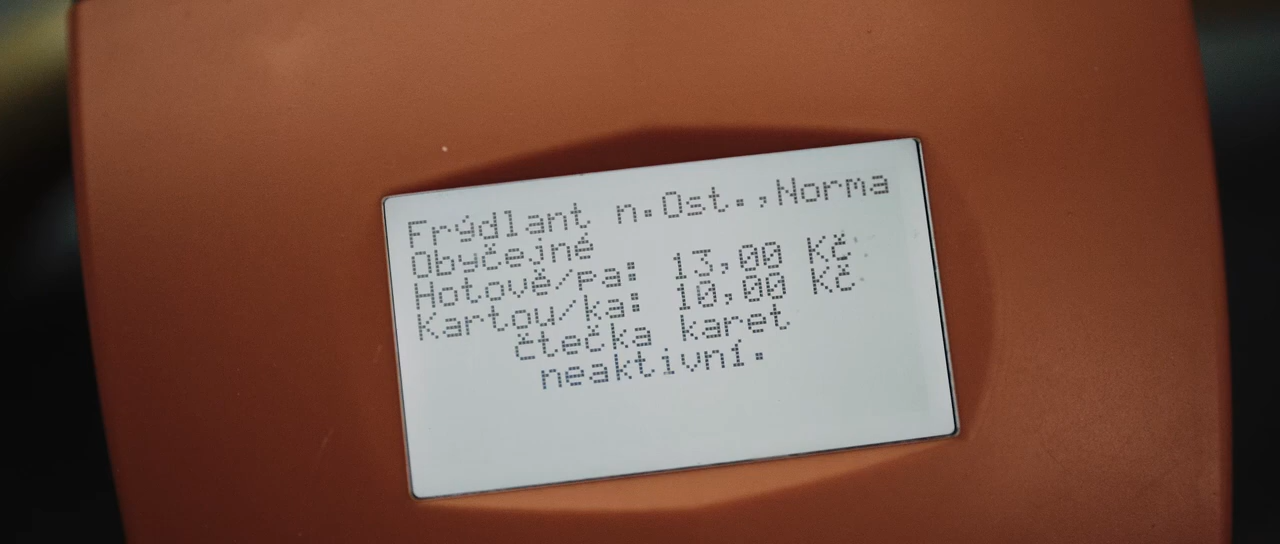 Frýdlant n.Ost.,Norma
Obyčejné
Hotově/Pa: 13,00 Kč
Kartou/ka: 10,00 Kč
čtečka karet
neaktivní.